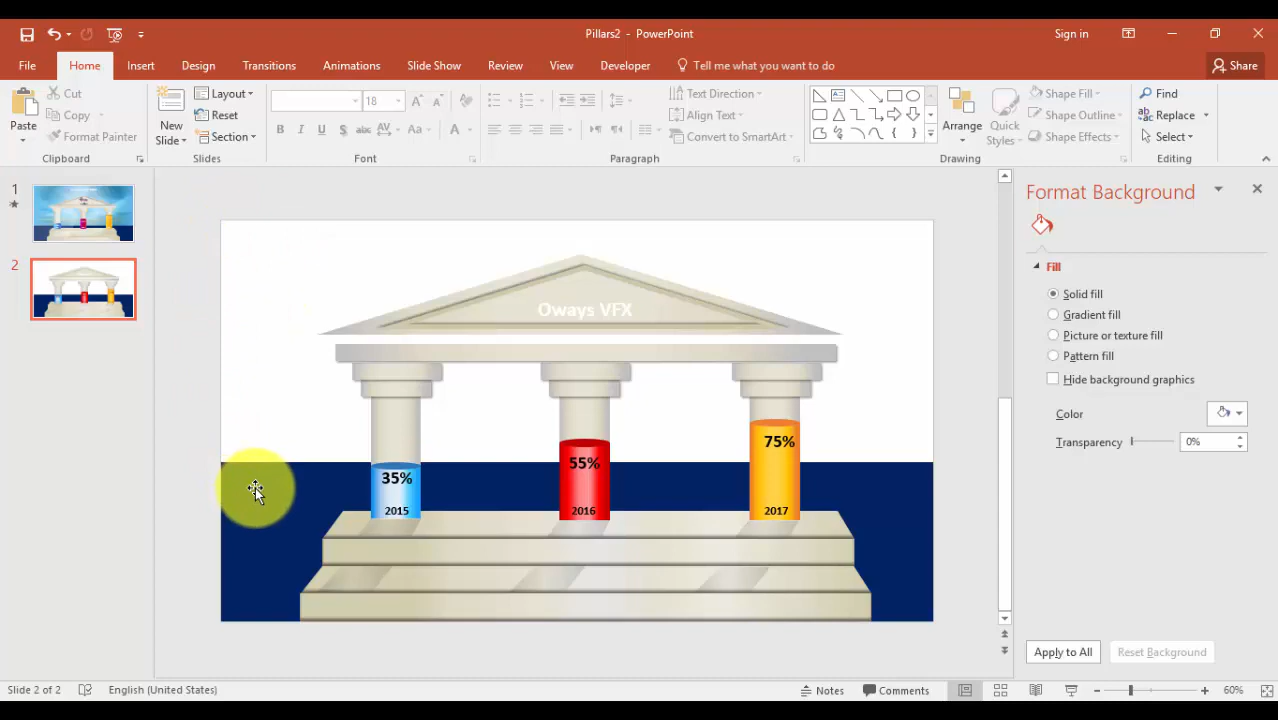 Pillars2 - PowerPoint
Sign in
File Home Insert Design Transitions Animations Slide Show Review View Developer Tell me what you want to do Share
Paste
Cut
Copy
Format Painter
Clipboard
New Slide
Layout
Reset
Section
Slides
18
B I U S abc AV Aa A
Font
Text Direction
Align Text
Convert to SmartArt
Paragraph
Arrange
Quick Styles
Shape Fill
Shape Outline
Shape Effects
Drawing
Find
Replace
Select
Editing
1
2
Oways VFX
35%
2015
55%
2016
75%
2017
Format Background
Fill
Solid fill
Gradient fill
Picture or texture fill
Pattern fill
Hide background graphics
Color
Transparency 0%
Apply to All Reset Background
Slide 2 of 2 English (United States) Notes Comments 60%